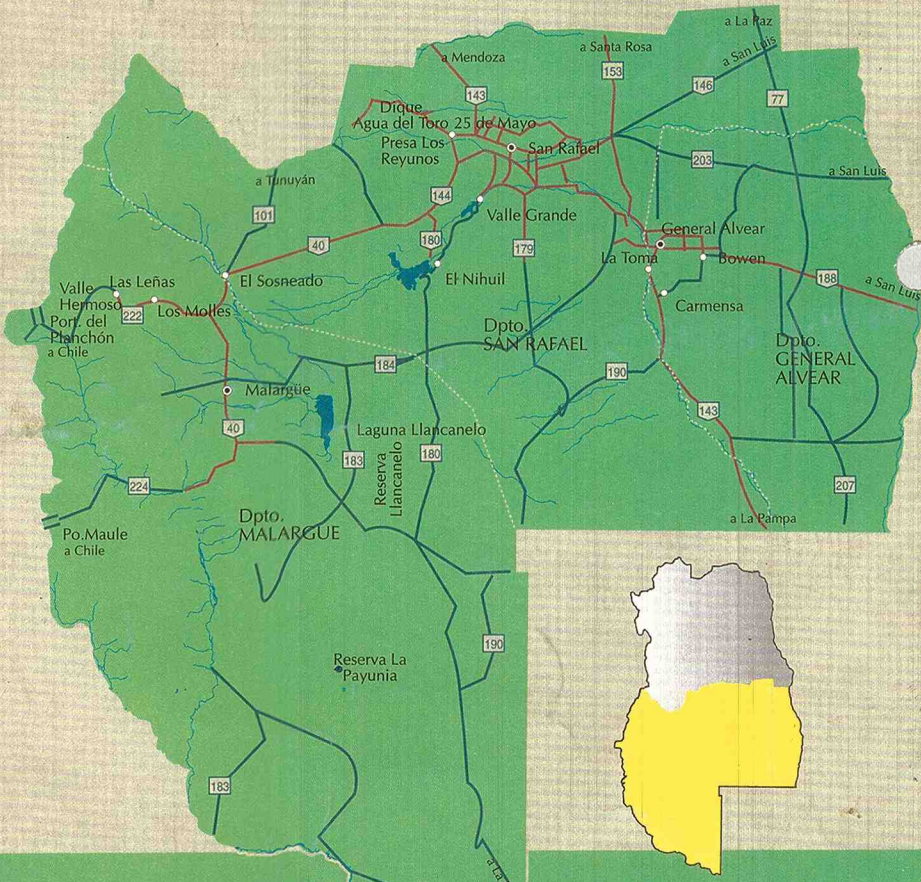 a La Paz
a Mendoza
a Santa Rosa
a San Luis
153
146
77
143
Dique
Agua del Toro 25 de Mayo
Presa Los
Reyunos
San Rafael
203
a San Luis
a Tunuyán
144
101
Valle Grande
40
180
179
General Alvear
La Toma
Bowen
El Sosneado
El Nihuil
188
a San Luis
Valle
Hermoso
Las Leñas
222
Los Molles
Carmensa
Port. del
Planchón
a Chile
Dpto.
SAN RAFAEL
Dpto.
GENERAL
ALVEAR
184
190
Malargüe
143
40
Laguna Llancanelo
183
Reserva
Llancanelo
180
224
207
Dpto.
MALARGUE
a La Pampa
Po.Maule
a Chile
190
Reserva La
Payunia
183
a La